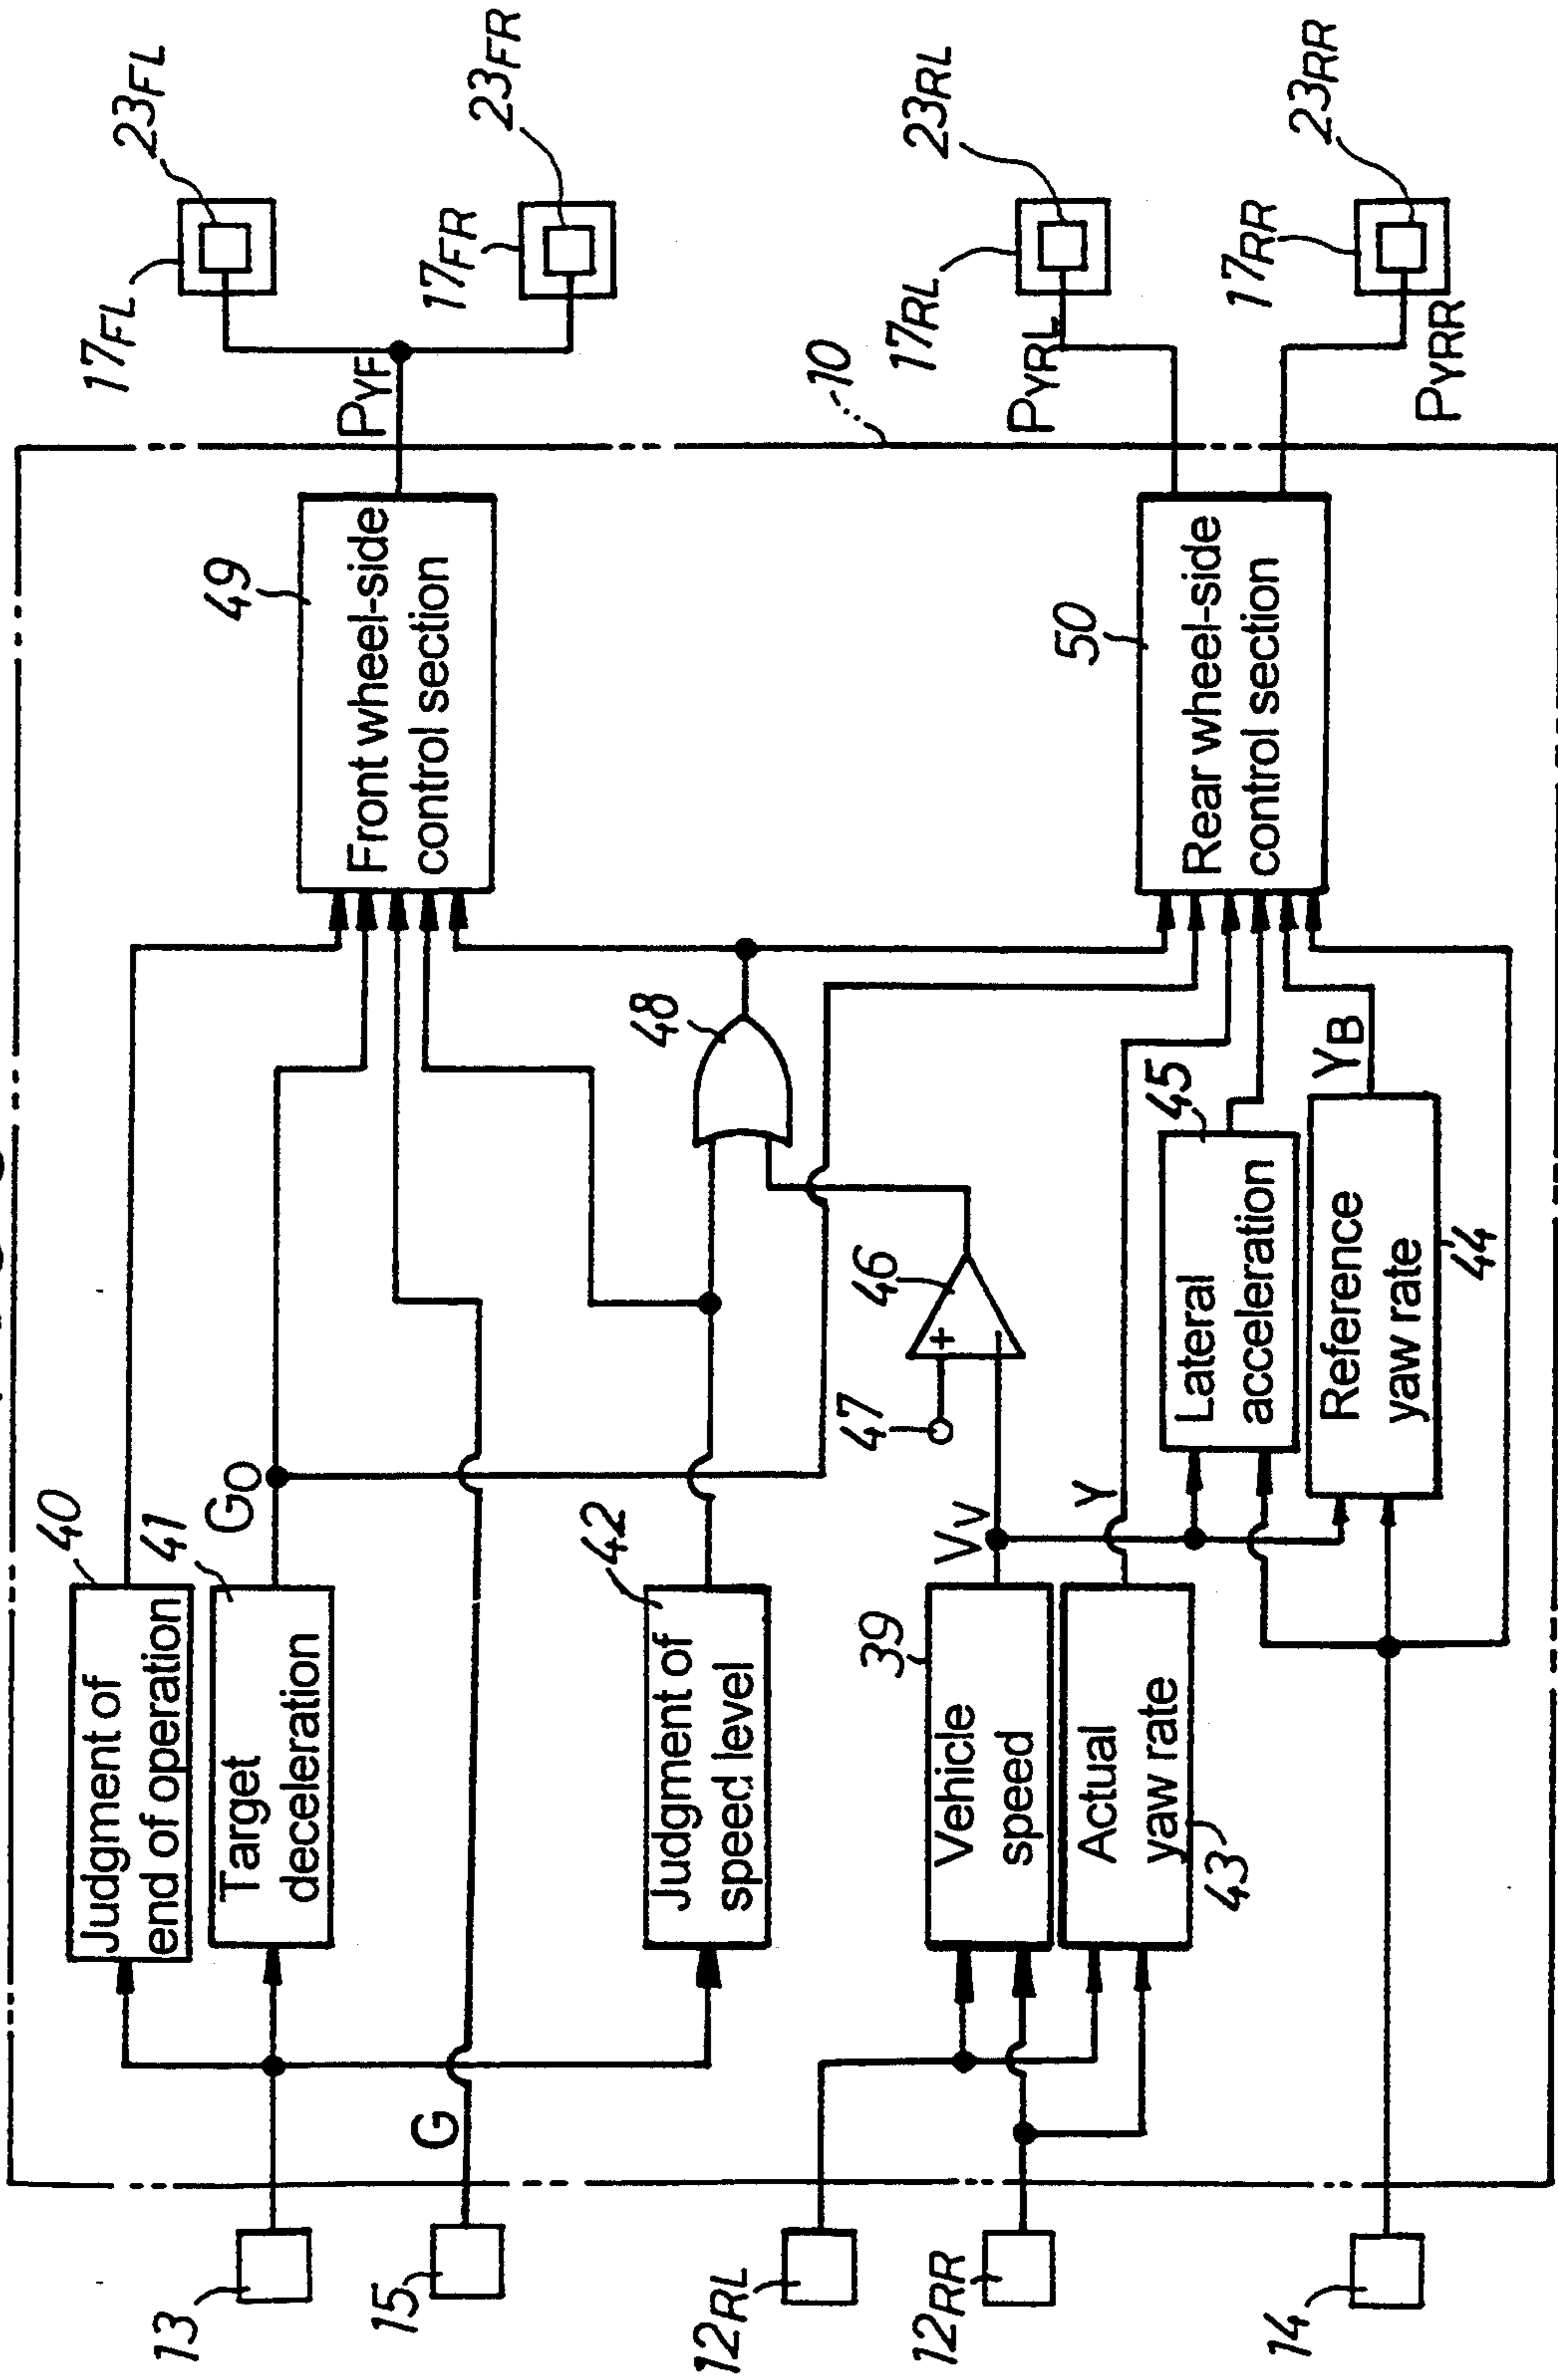 13
15
12RL
12RR
14
G
40
Judgment of
end of operation
41
Target
deceleration
Go
42
Judgment of
speed level
39
Vehicle
speed
Vv
43
Actual
yaw rate
Y
47
+
−
46
48
45
Lateral
acceleration
44
Reference
yaw rate
YB
49
Front wheel-side
control section
50
Rear wheel-side
control section
10
PYF
PYRL
PYRR
17FL
23FL
17FR
23FR
17RL
23RL
17RR
23RR